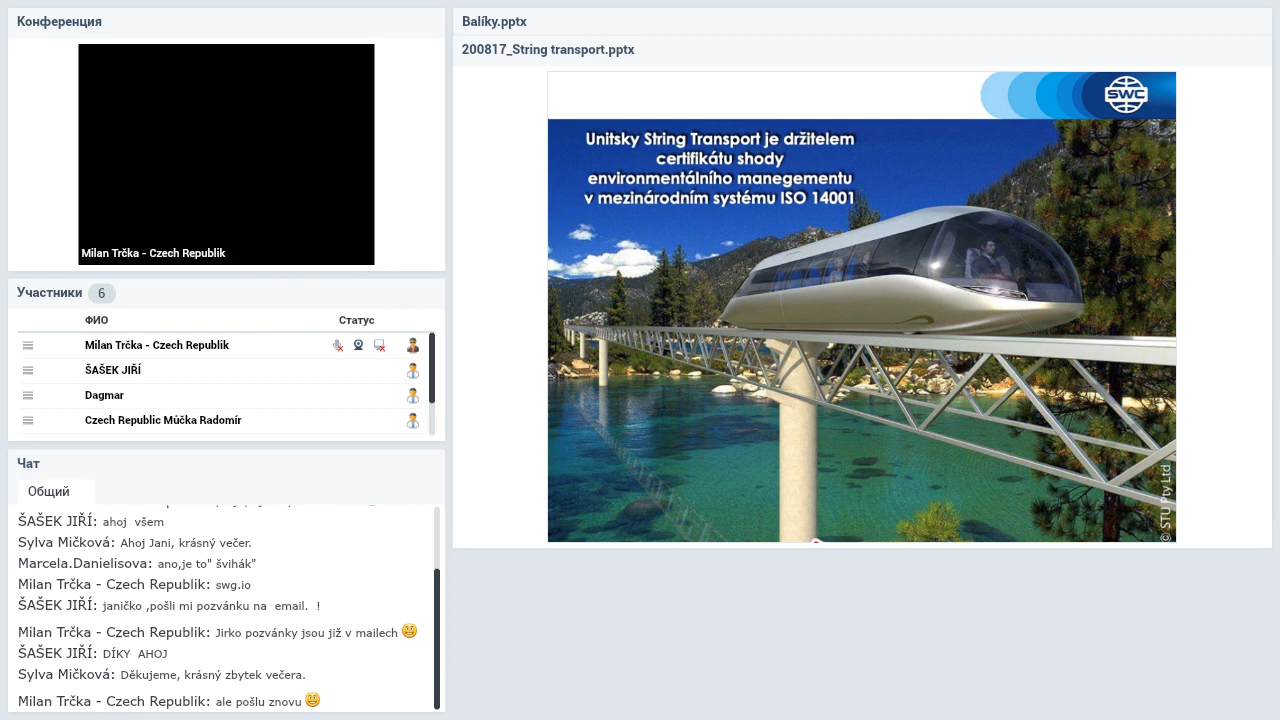 Конференция
Milan Trčka - Czech Republik
Участники 6
ФИО Статус
Milan Trčka - Czech Republik
ŠAŠEK JIŘÍ
Dagmar
Czech Republic Můčka Radomír
Чат
Общий
ŠAŠEK JIŘÍ: ahoj všem
Sylva Mičková: Ahoj Jani, krásný večer.
Marcela.Danielisova: ano,je to" švihák"
Milan Trčka - Czech Republik: swg.io
ŠAŠEK JIŘÍ: janičko ,pošli mi pozvánku na email. !
Milan Trčka - Czech Republik: Jirko pozvánky jsou již v mailech
ŠAŠEK JIŘÍ: DÍKY AHOJ
Sylva Mičková: Děkujeme, krásný zbytek večera.
Milan Trčka - Czech Republik: ale pošlu znovu
Balíky.pptx
200817_String transport.pptx
SWC
Unitsky String Transport je držitelem
certifikátu shody
environmentálního manegementu
v mezinárodním systému ISO 14001
© STU Pty Ltd